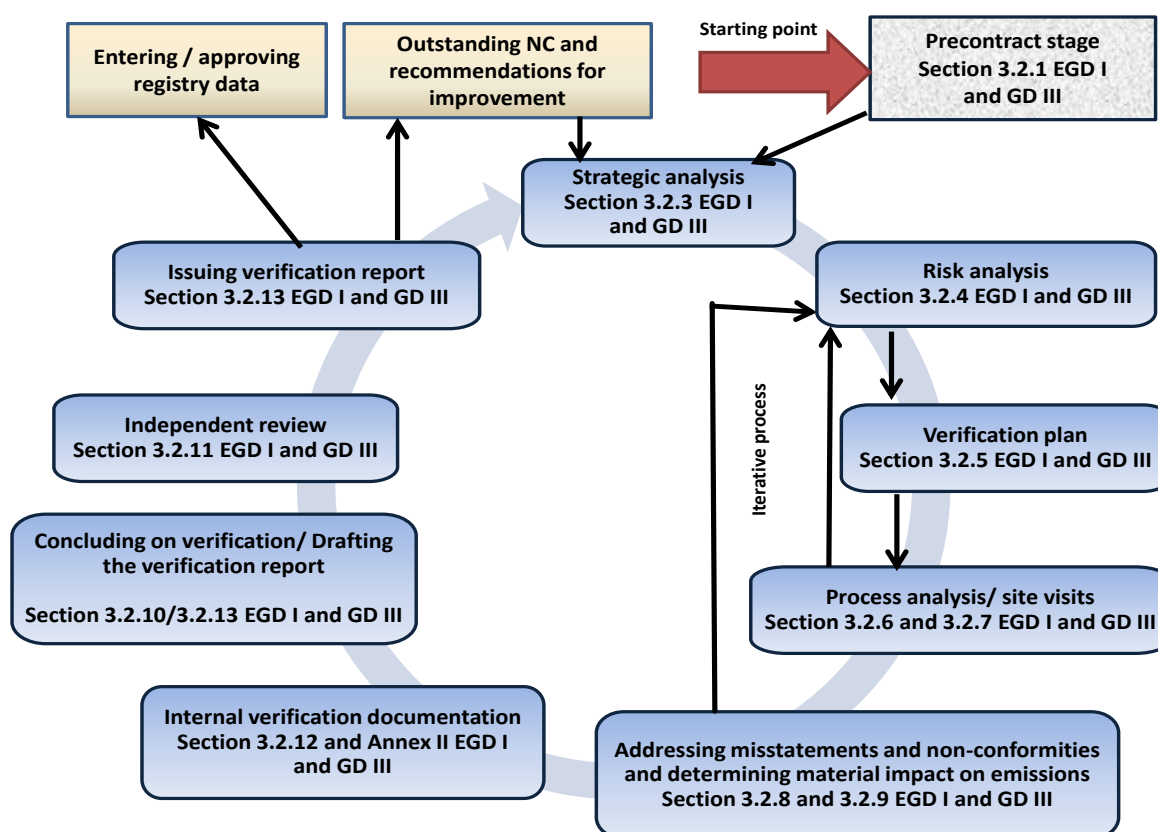 Entering / approving
registry data
Outstanding NC and
recommendations for
improvement
Starting point
Precontract stage
Section 3.2.1 EGD I
and GD III
Strategic analysis
Section 3.2.3 EGD I
and GD III
Issuing verification report
Section 3.2.13 EGD I and GD III
Risk analysis
Section 3.2.4 EGD I and GD III
Iterative process
Independent review
Section 3.2.11 EGD I and GD III
Verification plan
Section 3.2.5 EGD I and GD III
Concluding on verification/ Drafting
the verification report
Section 3.2.10/3.2.13 EGD I and GD III
Process analysis/ site visits
Section 3.2.6 and 3.2.7 EGD I and GD III
Internal verification documentation
Section 3.2.12 and Annex II EGD I
and GD III
Addressing misstatements and non-conformities
and determining material impact on emissions
Section 3.2.8 and 3.2.9 EGD I and GD III